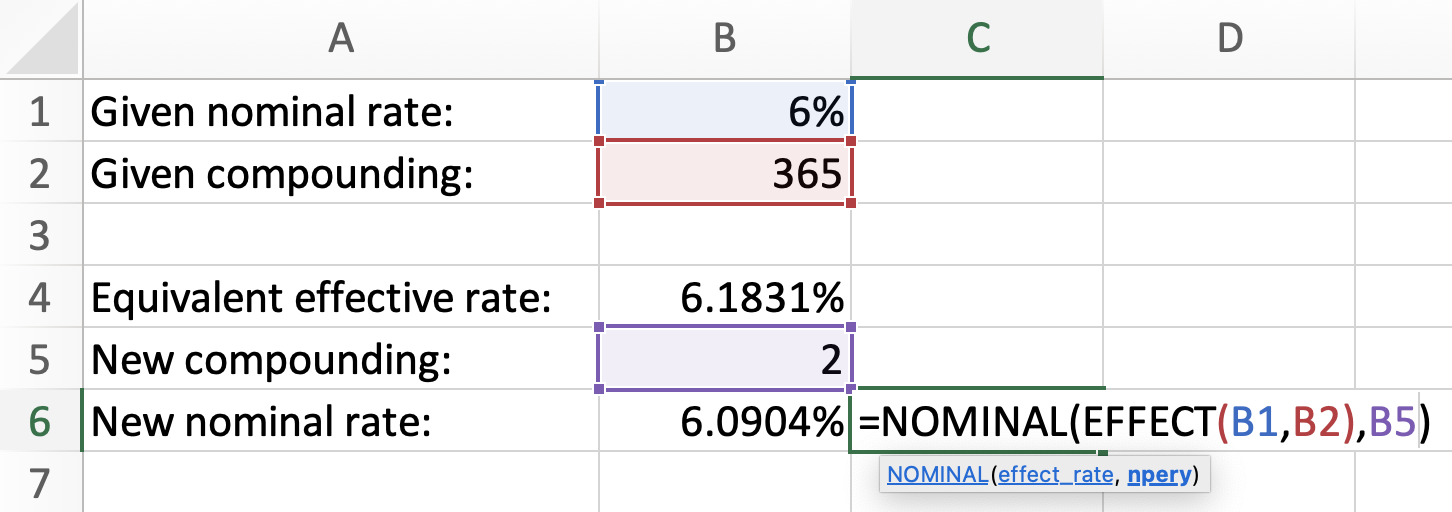 A B C D
1 Given nominal rate: 6%
2 Given compounding: 365
3
4 Equivalent effective rate: 6.1831%
5 New compounding: 2
6 New nominal rate: 6.0904% =NOMINAL(EFFECT(B1,B2),B5)
NOMINAL(effect_rate, npery)
7